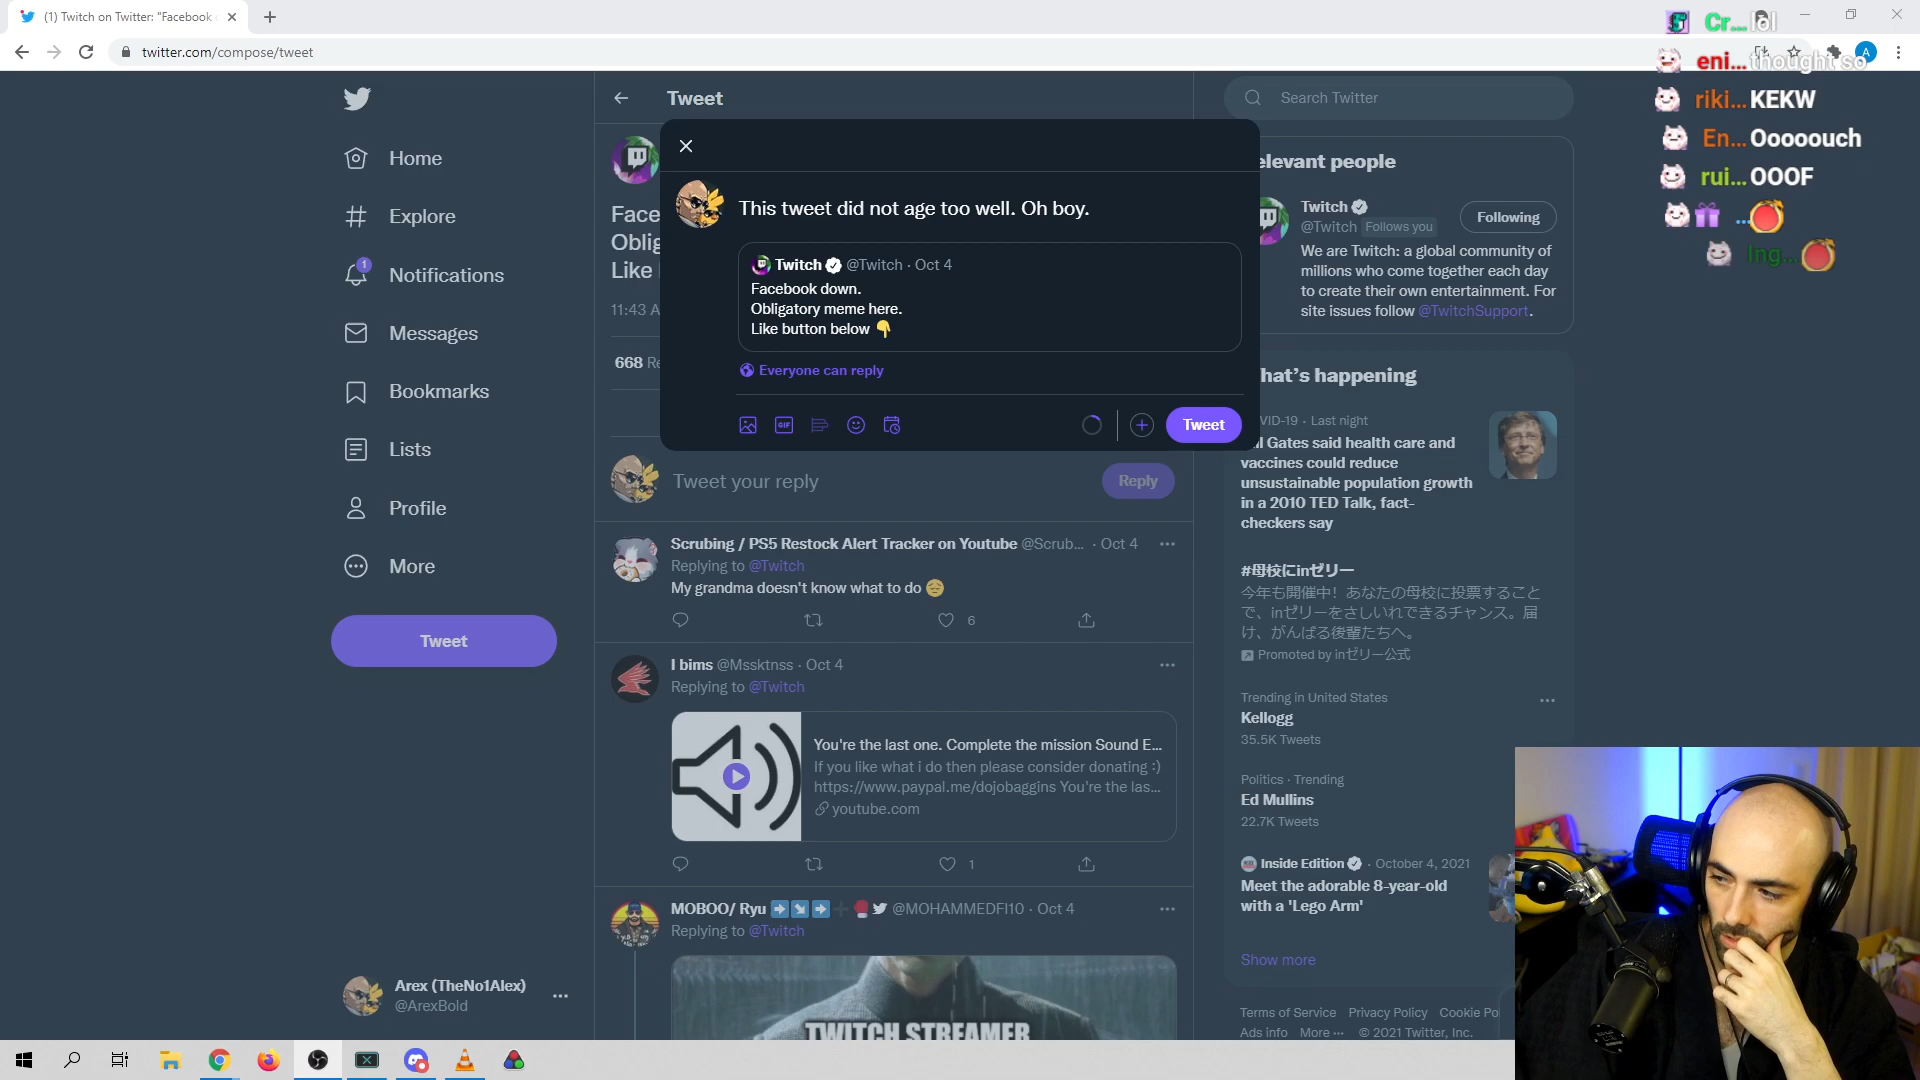 (1) Twitch on Twitter: "Facebook
twitter.com/compose/tweet
Home
Explore
1
Notifications
Messages
Bookmarks
Lists
Profile
More
Tweet
Arex (TheNo1Alex)
@ArexBold
Tweet
Face
Oblig
Like
11:43 A
668 Re
This tweet did not age too well. Oh boy.
Twitch @Twitch · Oct 4
Facebook down.
Obligatory meme here.
Like button below 👇
Everyone can reply
GIF
Tweet
Tweet your reply
Reply
Scrubing / PS5 Restock Alert Tracker on Youtube @Scrub... · Oct 4
Replying to @Twitch
My grandma doesn't know what to do 😔
6
I bims @Mssktnss · Oct 4
Replying to @Twitch
You're the last one. Complete the mission Sound E...
If you like what i do then please consider donating :)
https://www.paypal.me/dojobaggins You're the las...
youtube.com
1
MOBOO/ Ryu ➡️↘️➡️ @MOHAMMEDFI10 · Oct 4
Replying to @Twitch
TWITCH STREAMER
Search Twitter
elevant people
Twitch
@Twitch Follows you
Following
We are Twitch: a global community of
millions who come together each day
to create their own entertainment. For
site issues follow @TwitchSupport.
hat's happening
VID-19 · Last night
l Gates said health care and
vaccines could reduce
unsustainable population growth
in a 2010 TED Talk, fact-
checkers say
#母校にinゼリー
今年も開催中！あなたの母校に投票すること
で、inゼリーをさしいれできるチャンス。届
け、がんばる後輩たちへ。
Promoted by inゼリー公式
Trending in United States
Kellogg
35.5K Tweets
Politics · Trending
Ed Mullins
22.7K Tweets
Inside Edition · October 4, 2021
Meet the adorable 8-year-old
with a 'Lego Arm'
Show more
Terms of Service Privacy Policy Cookie Po
Ads info More ··· © 2021 Twitter, Inc.
A
Cr... lol
eni... thought so
riki... KEKW
En... Ooooouch
rui... OOOF
...
Ing...